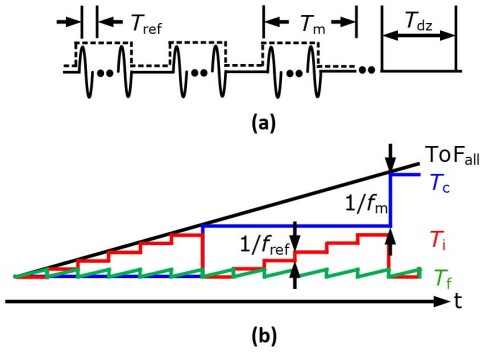 T_ref T_m T_dz
(a)
ToF_all
T_c
1/f_m
1/f_ref
T_i
T_f
t
(b)